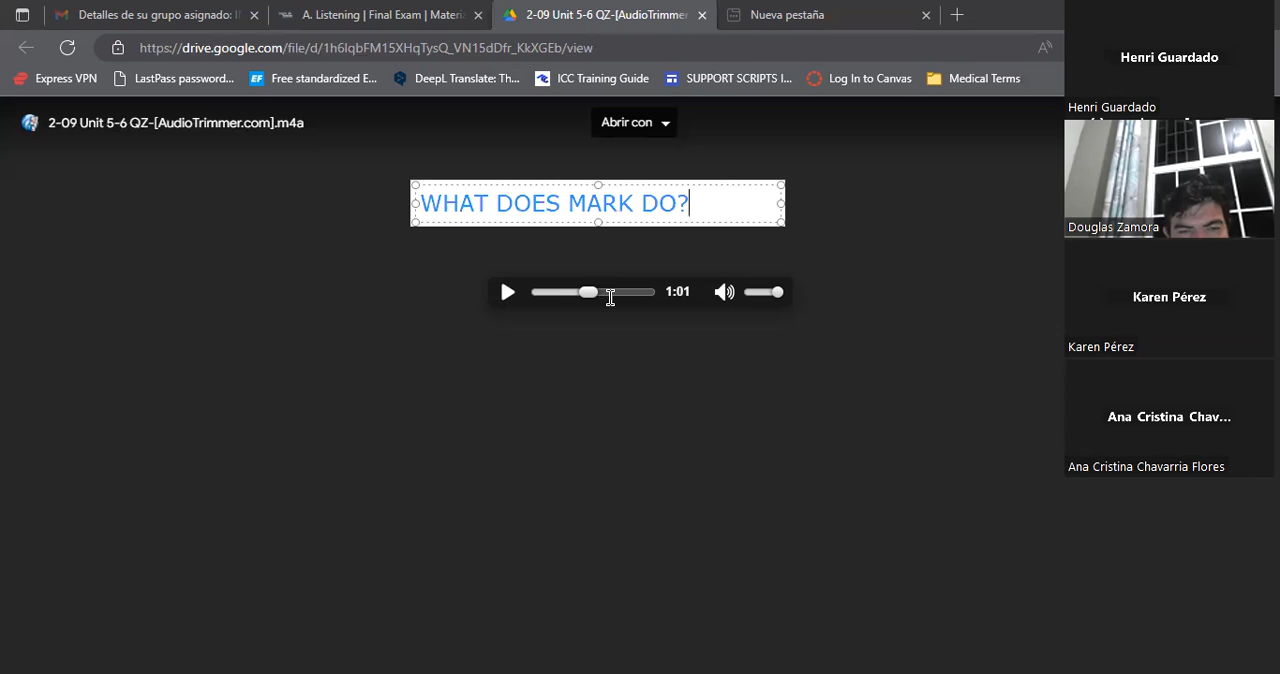 Detalles de su grupo asignado: I
A. Listening | Final Exam | Materi
2-09 Unit 5-6 QZ-[AudioTrimmer
Nueva pestaña
https://drive.google.com/file/d/1h6lqbFM15XHqTysQ_VN15dDfr_KkXGEb/view
Express VPN
LastPass password...
EF Free standardized E...
DeepL Translate: Th...
ICC Training Guide
SUPPORT SCRIPTS I...
Log In to Canvas
Medical Terms
2-09 Unit 5-6 QZ-[AudioTrimmer.com].m4a
Abrir con
WHAT DOES MARK DO?
1:01
Henri Guardado
Henri Guardado
Douglas Zamora
Karen Pérez
Karen Pérez
Ana Cristina Chav...
Ana Cristina Chavarria Flores